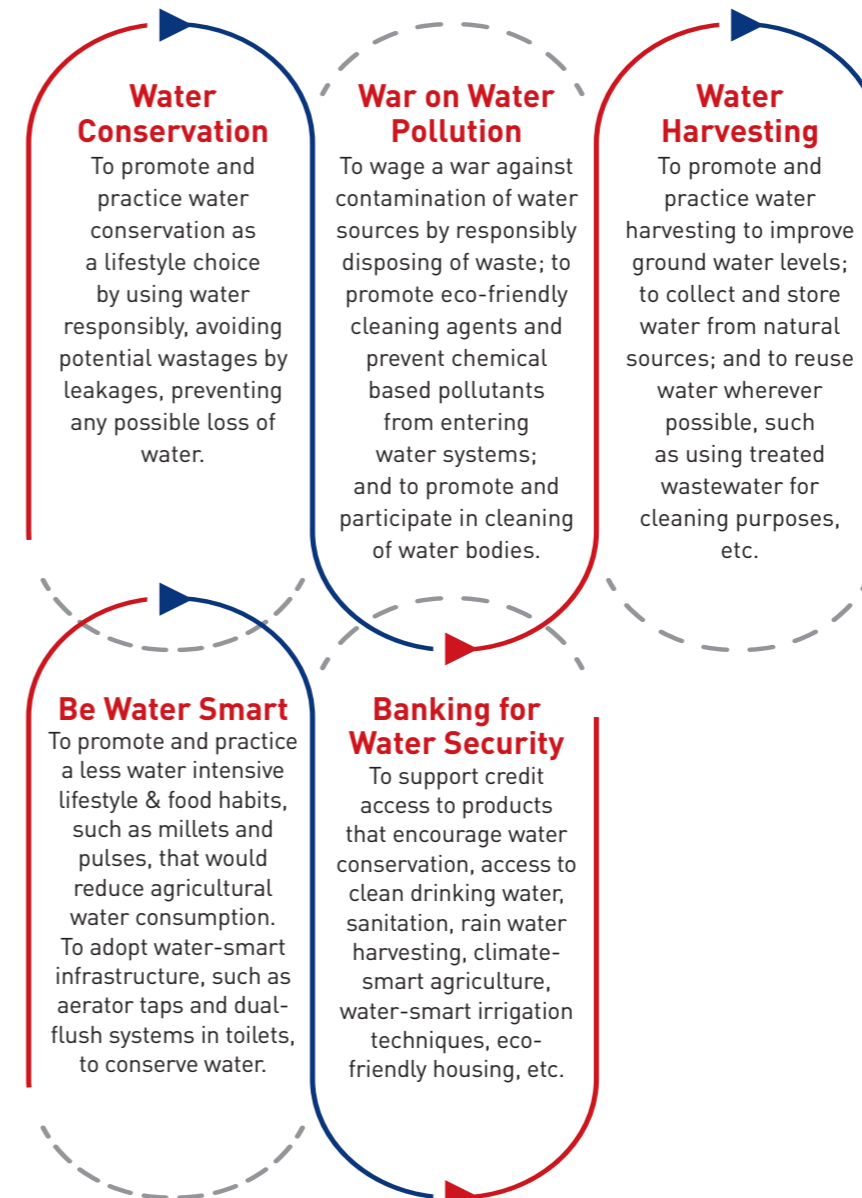 Water
Conservation
To promote and
practice water
conservation as
a lifestyle choice
by using water
responsibly, avoiding
potential wastages by
leakages, preventing
any possible loss of
water.
War on Water
Pollution
To wage a war against
contamination of water
sources by responsibly
disposing of waste; to
promote eco-friendly
cleaning agents and
prevent chemical
based pollutants
from entering
water systems;
and to promote and
participate in cleaning
of water bodies.
Water
Harvesting
To promote and
practice water
harvesting to improve
ground water levels;
to collect and store
water from natural
sources; and to reuse
water wherever
possible, such
as using treated
wastewater for
cleaning purposes,
etc.
Be Water Smart
To promote and practice
a less water intensive
lifestyle & food habits,
such as millets and
pulses, that would
reduce agricultural
water consumption.
To adopt water-smart
infrastructure, such as
aerator taps and dual-
flush systems in toilets,
to conserve water.
Banking for
Water Security
To support credit
access to products
that encourage water
conservation, access to
clean drinking water,
sanitation, rain water
harvesting, climate-
smart agriculture,
water-smart irrigation
techniques, eco-
friendly housing, etc.